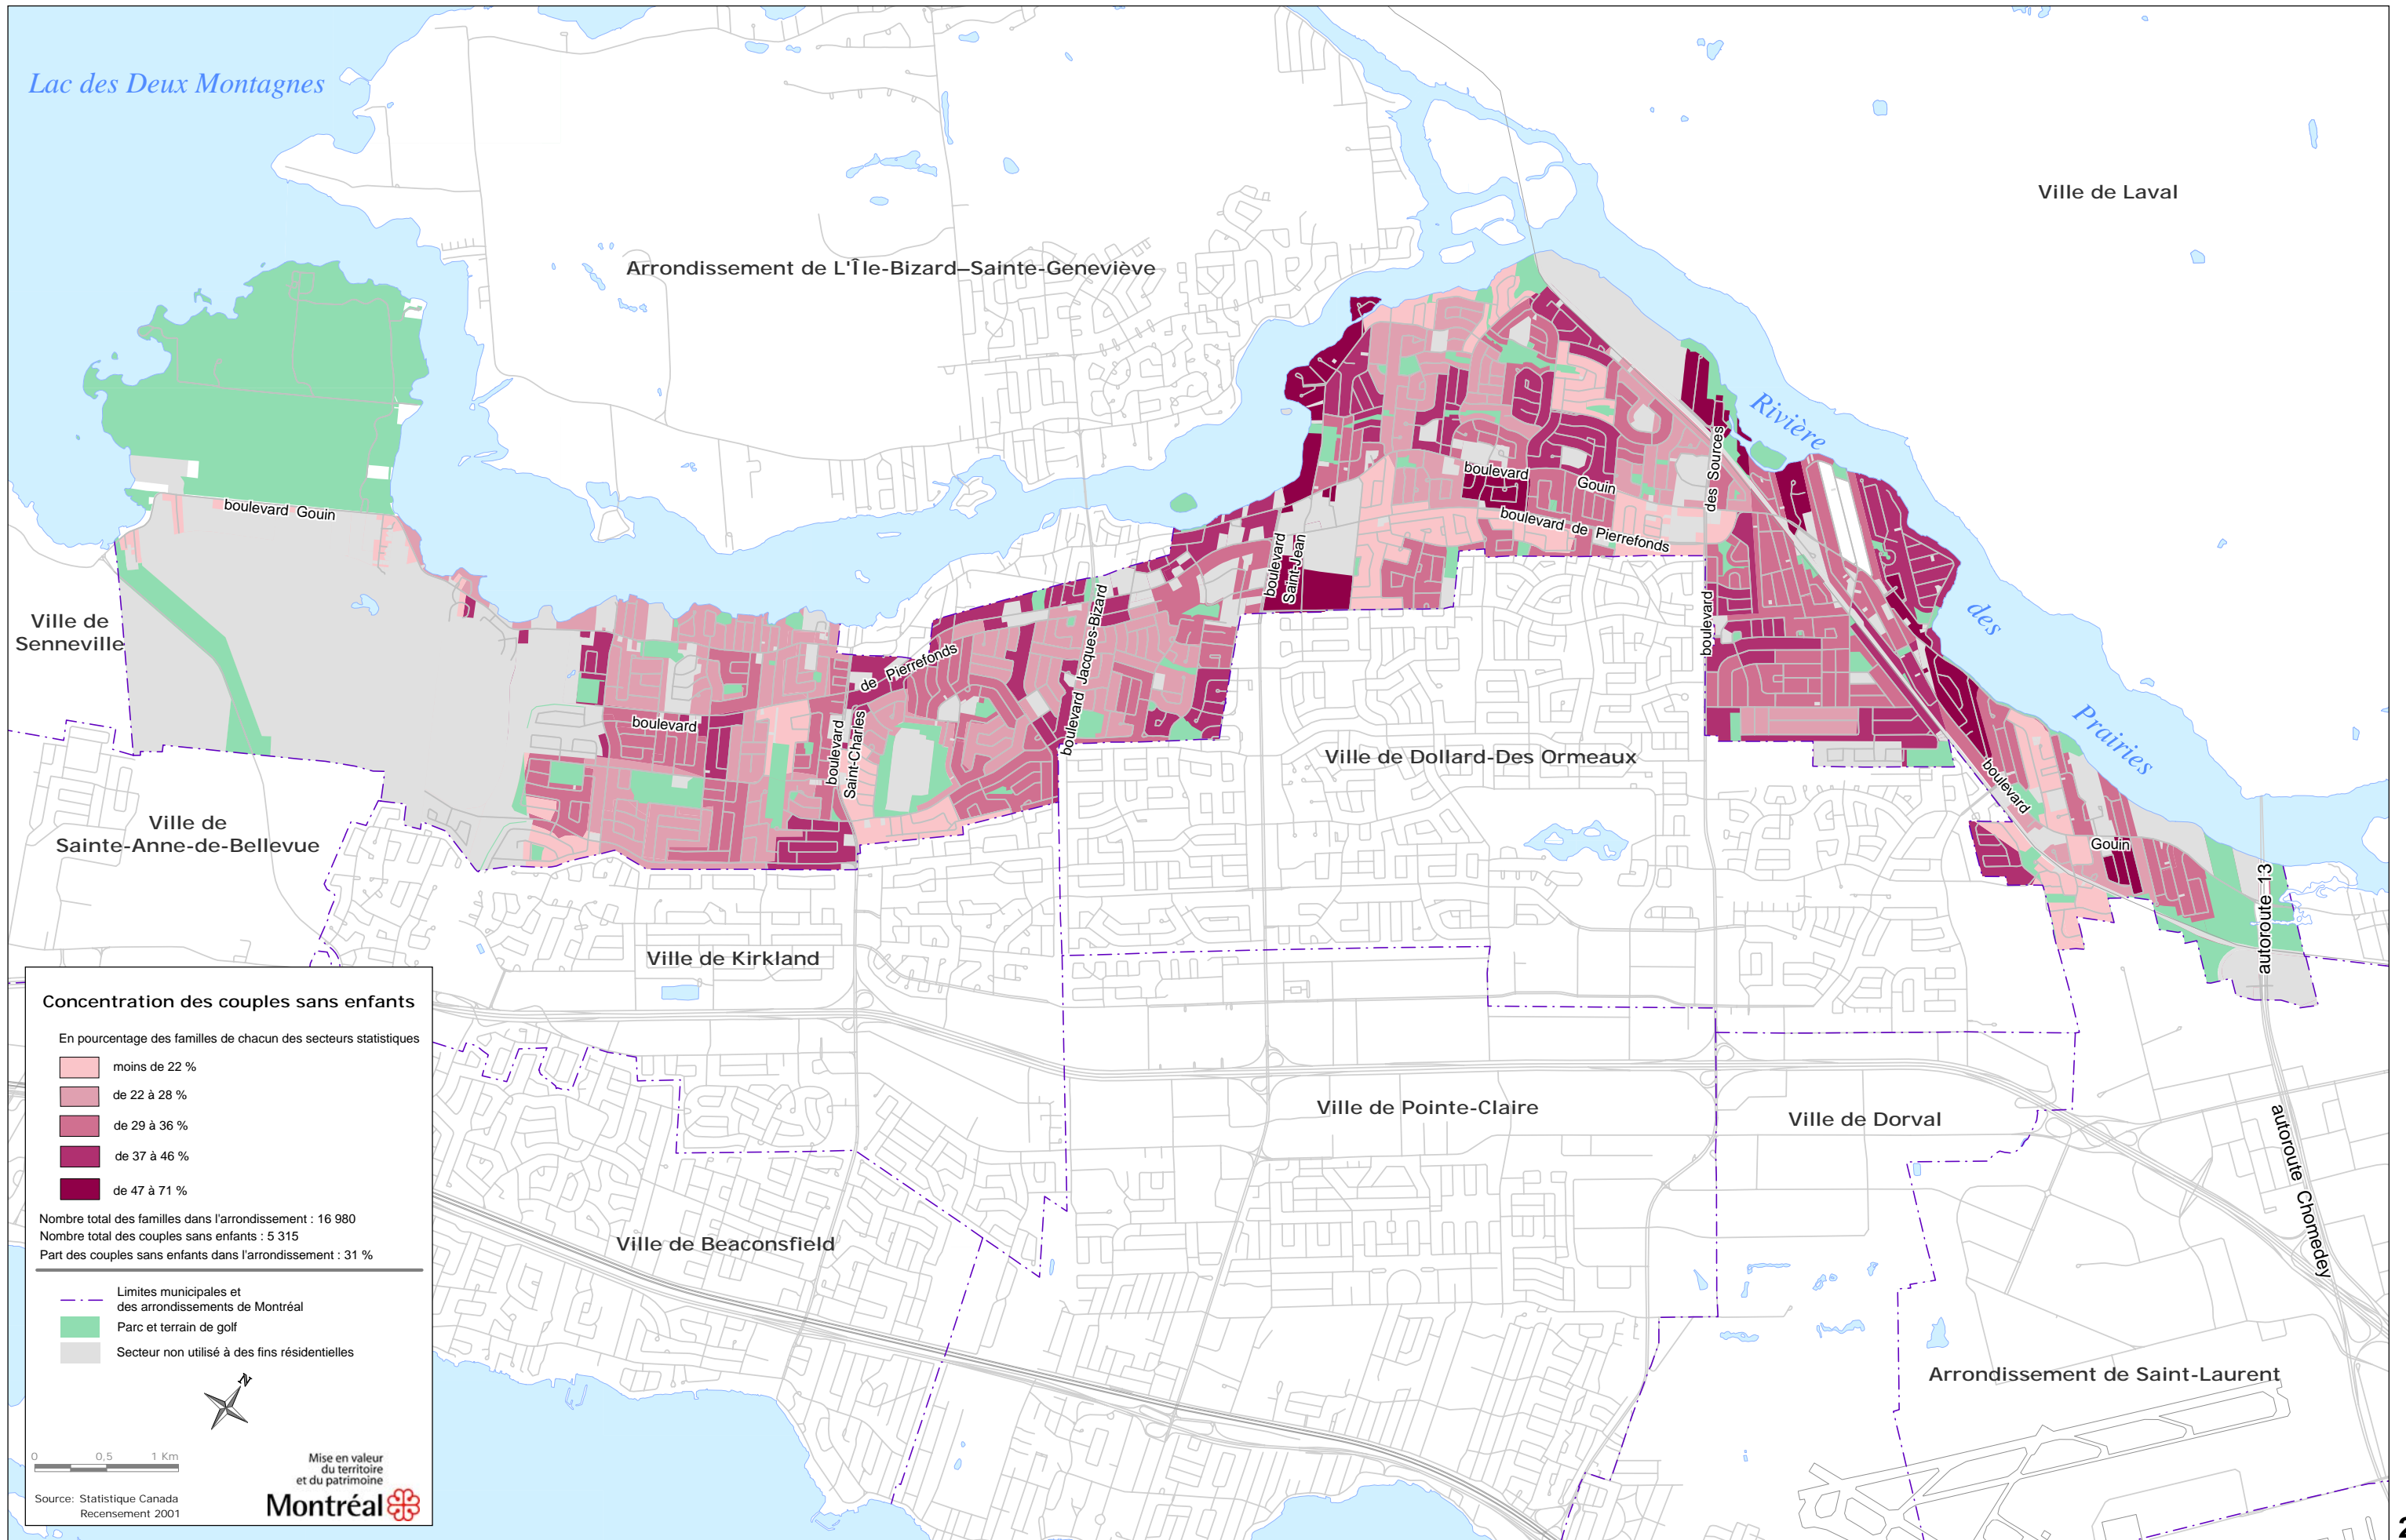 Lac des Deux Montagnes
Ville de Laval
Arrondissement de L'Île-Bizard–Sainte-Geneviève
Rivière
des
Prairies
boulevard Gouin
boulevard
Gouin
boulevard de Pierrefonds
des Sources
boulevard
boulevard
Saint-Jean
boulevard Jacques-Bizard
de Pierrefonds
boulevard
boulevard
Saint-Charles
boulevard
Gouin
autoroute 13
autoroute Chomedey
Ville de
Senneville
Ville de
Sainte-Anne-de-Bellevue
Ville de Dollard-Des Ormeaux
Ville de Kirkland
Ville de Pointe-Claire
Ville de Dorval
Ville de Beaconsfield
Arrondissement de Saint-Laurent
Concentration des couples sans enfants
En pourcentage des familles de chacun des secteurs statistiques
moins de 22 %
de 22 à 28 %
de 29 à 36 %
de 37 à 46 %
de 47 à 71 %
Nombre total des familles dans l'arrondissement : 16 980
Nombre total des couples sans enfants : 5 315
Part des couples sans enfants dans l'arrondissement : 31 %
Limites municipales et
des arrondissements de Montréal
Parc et terrain de golf
Secteur non utilisé à des fins résidentielles
N
0 0,5 1 Km
Mise en valeur
du territoire
et du patrimoine
Montréal
Source: Statistique Canada
Recensement 2001